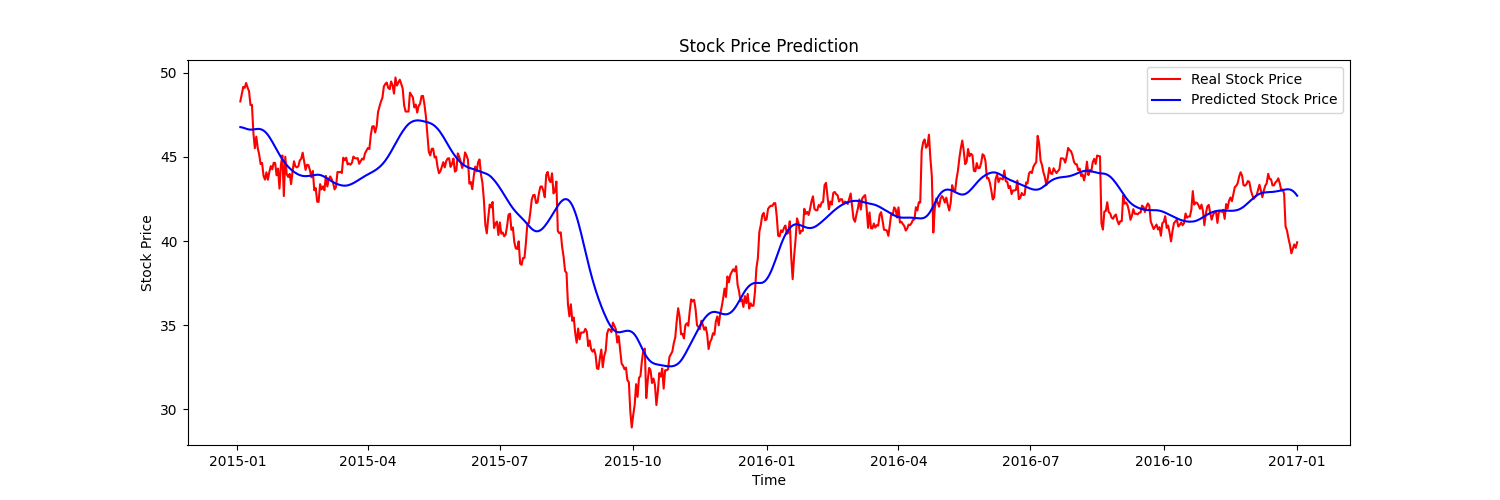 Stock Price Prediction
Real Stock Price
Predicted Stock Price
50
45
40
35
30
Stock Price
2015-01 2015-04 2015-07 2015-10 2016-01 2016-04 2016-07 2016-10 2017-01
Time